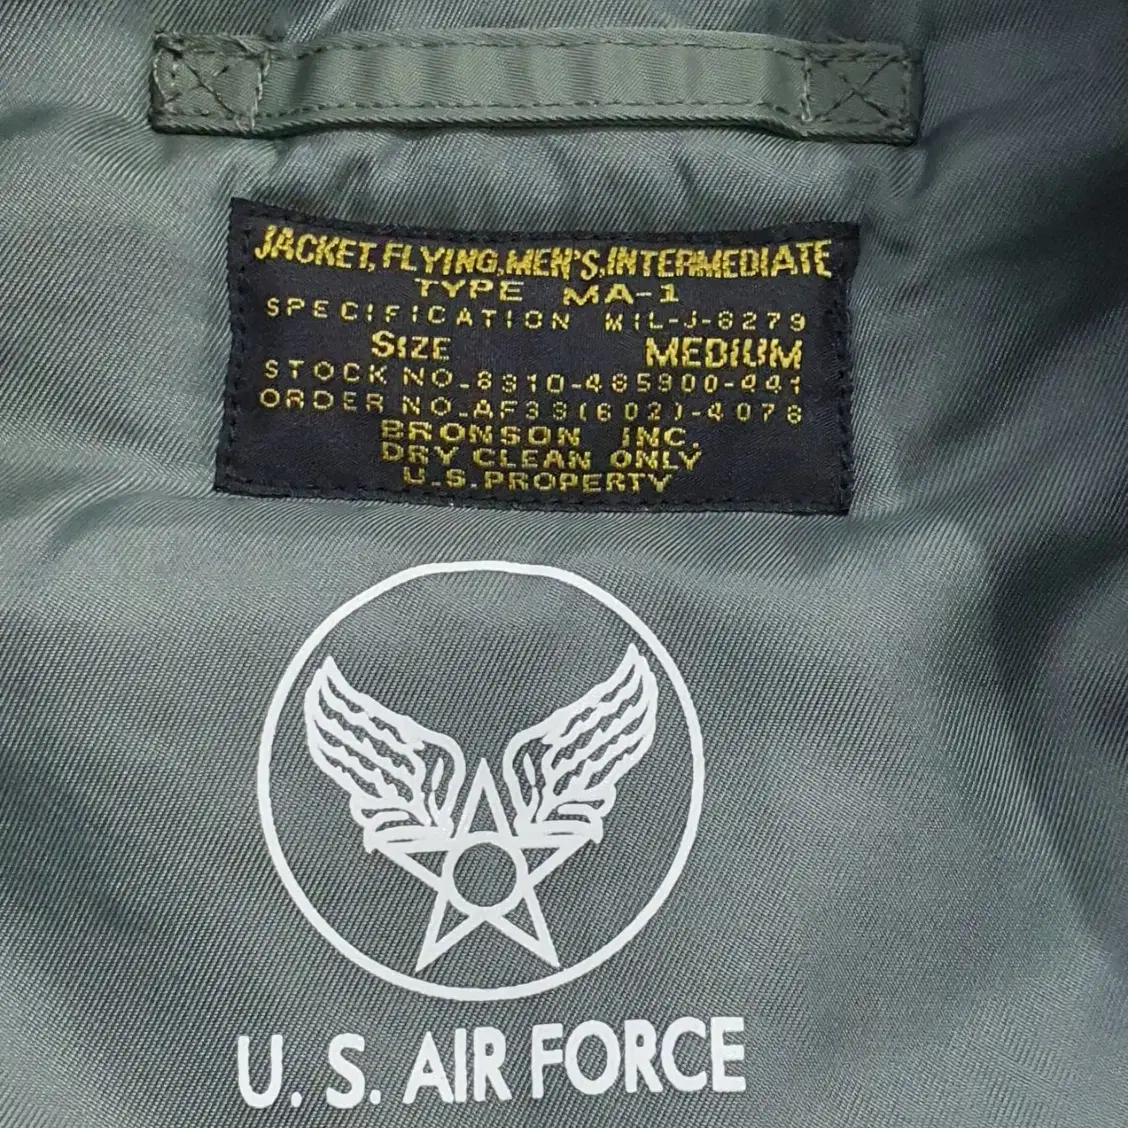 JACKET, FLYING, MEN'S, INTERMEDIATE
TYPE MA-1
SPECIFICATION MIL-J-8279
SIZE MEDIUM
STOCK NO. 8310-485900-441
ORDER NO. AF33(602)-4078
BRONSON INC.
DRY CLEAN ONLY
U.S. PROPERTY
U. S. AIR FORCE